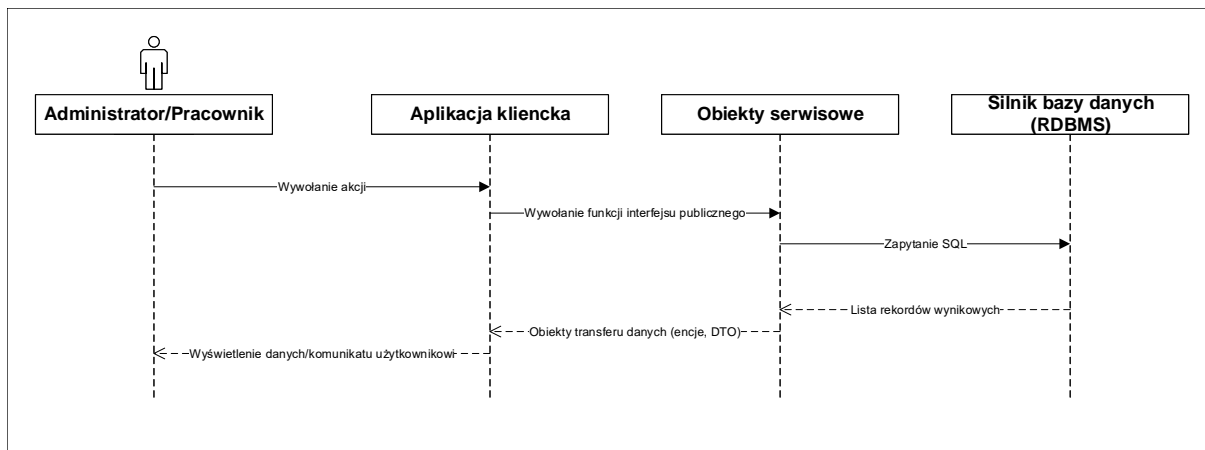 Administrator/Pracownik
Aplikacja kliencka
Obiekty serwisowe
Silnik bazy danych
(RDBMS)
Wywołanie akcji
Wywołanie funkcji interfejsu publicznego
Zapytanie SQL
Lista rekordów wynikowych
Obiekty transferu danych (encje, DTO)
Wyświetlenie danych/komunikatu użytkownikowi